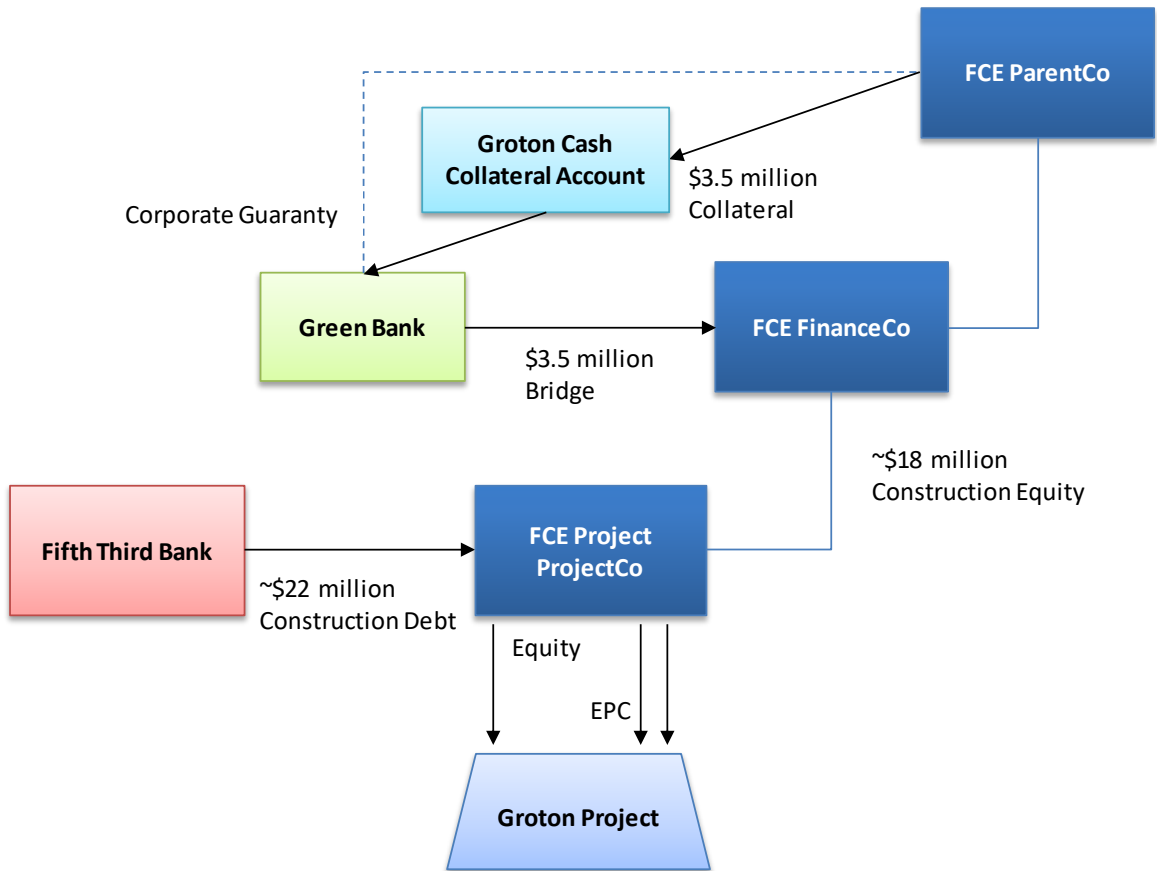 FCE ParentCo
Groton Cash
Collateral Account
$3.5 million
Collateral
Corporate Guaranty
Green Bank
FCE FinanceCo
$3.5 million
Bridge
~$18 million
Construction Equity
Fifth Third Bank
FCE Project
ProjectCo
~$22 million
Construction Debt
Equity
EPC
Groton Project